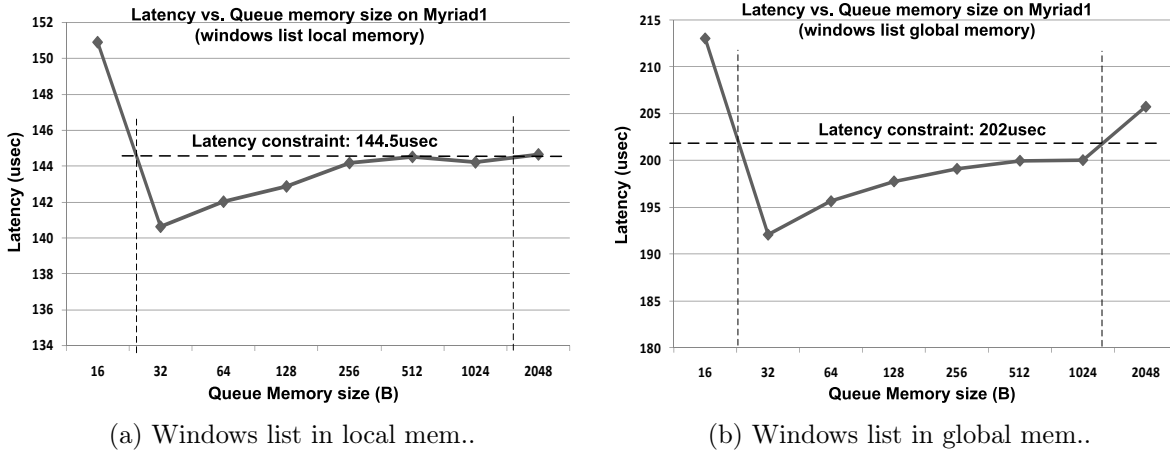 Latency vs. Queue memory size on Myriad1
(windows list local memory)
152
150
148
146
144
142
140
138
136
134
Latency (usec)
Latency constraint: 144.5usec
16 32 64 128 256 512 1024 2048
Queue Memory size (B)
(a) Windows list in local mem..
Latency vs. Queue memory size on Myriad1
(windows list global memory)
215
210
205
200
195
190
185
180
Latency (usec)
Latency constraint: 202usec
16 32 64 128 256 512 1024 2048
Queue Memory size (B)
(b) Windows list in global mem..